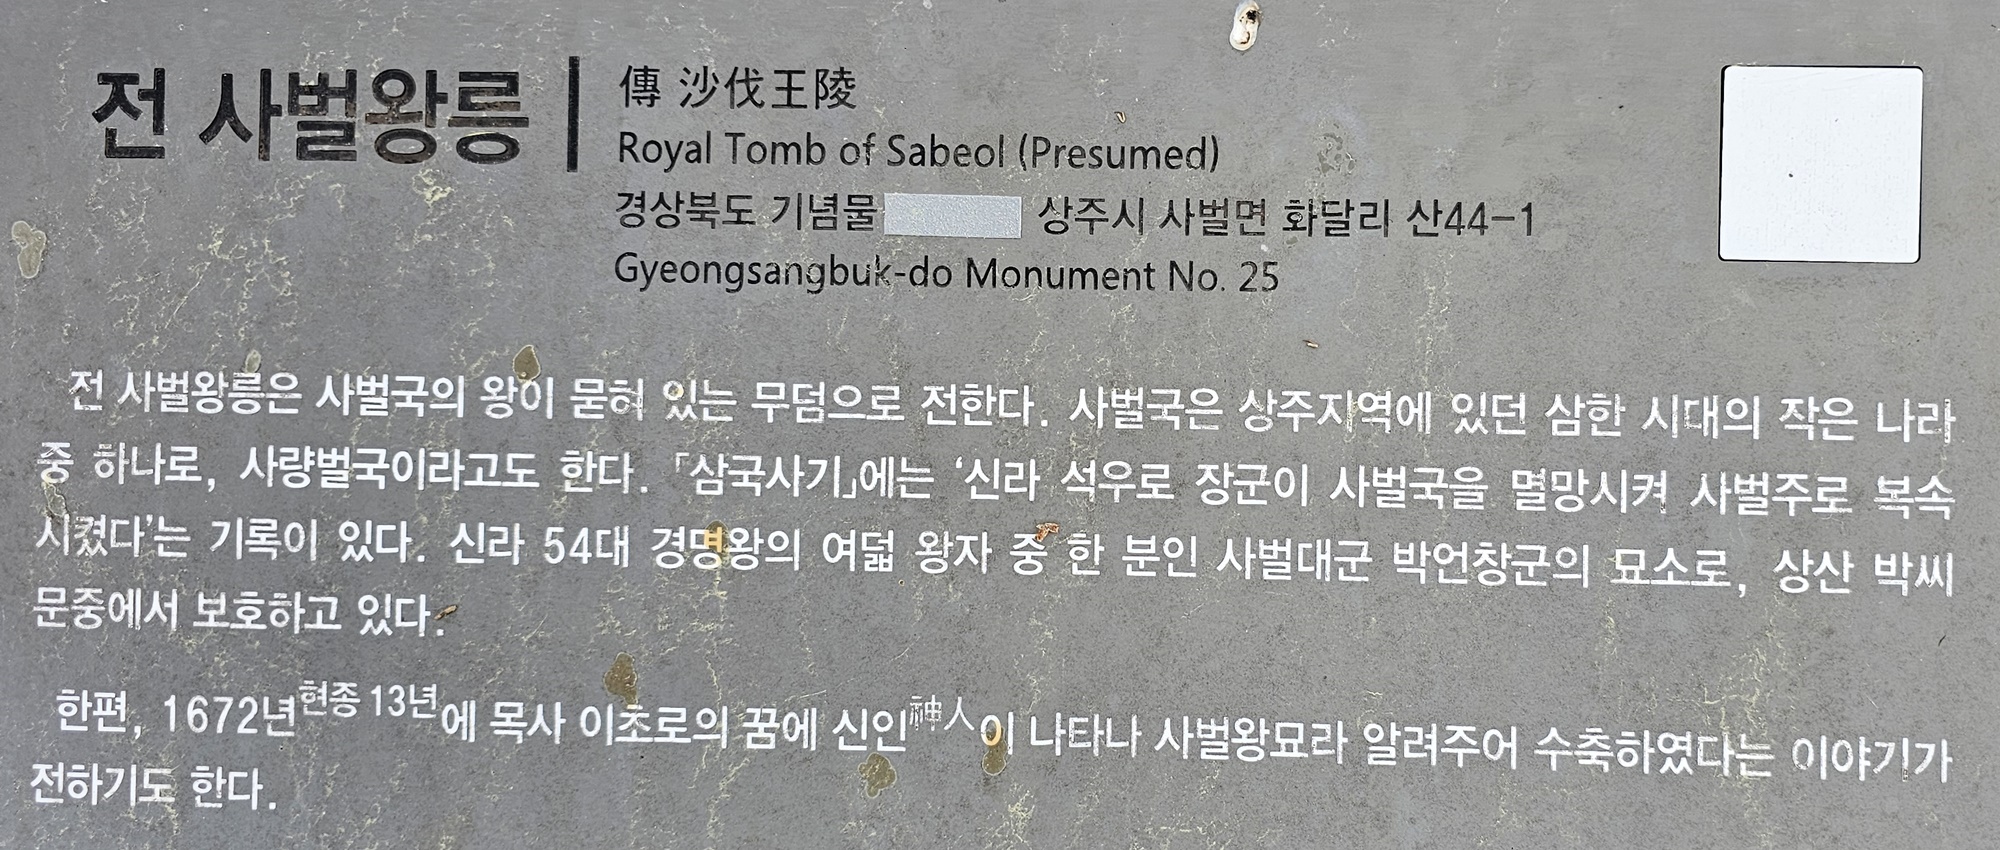 전 사벌왕릉
傳 沙伐王陵
Royal Tomb of Sabeol (Presumed)
경상북도 기념물 상주시 사벌면 화달리 산44-1
Gyeongsangbuk-do Monument No. 25
전 사벌왕릉은 사벌국의 왕이 묻혀 있는 무덤으로 전한다. 사벌국은 상주지역에 있던 삼한 시대의 작은 나라
중 하나로, 사량벌국이라고도 한다. 「삼국사기」에는 ‘신라 석우로 장군이 사벌국을 멸망시켜 사벌주로 복속
시켰다’는 기록이 있다. 신라 54대 경명왕의 여덟 왕자 중 한 분인 사벌대군 박언창군의 묘소로, 상산 박씨
문중에서 보호하고 있다.
한편, 1672년현종 13년에 목사 이초로의 꿈에 신인神人이 나타나 사벌왕묘라 알려주어 수축하였다는 이야기가
전하기도 한다.